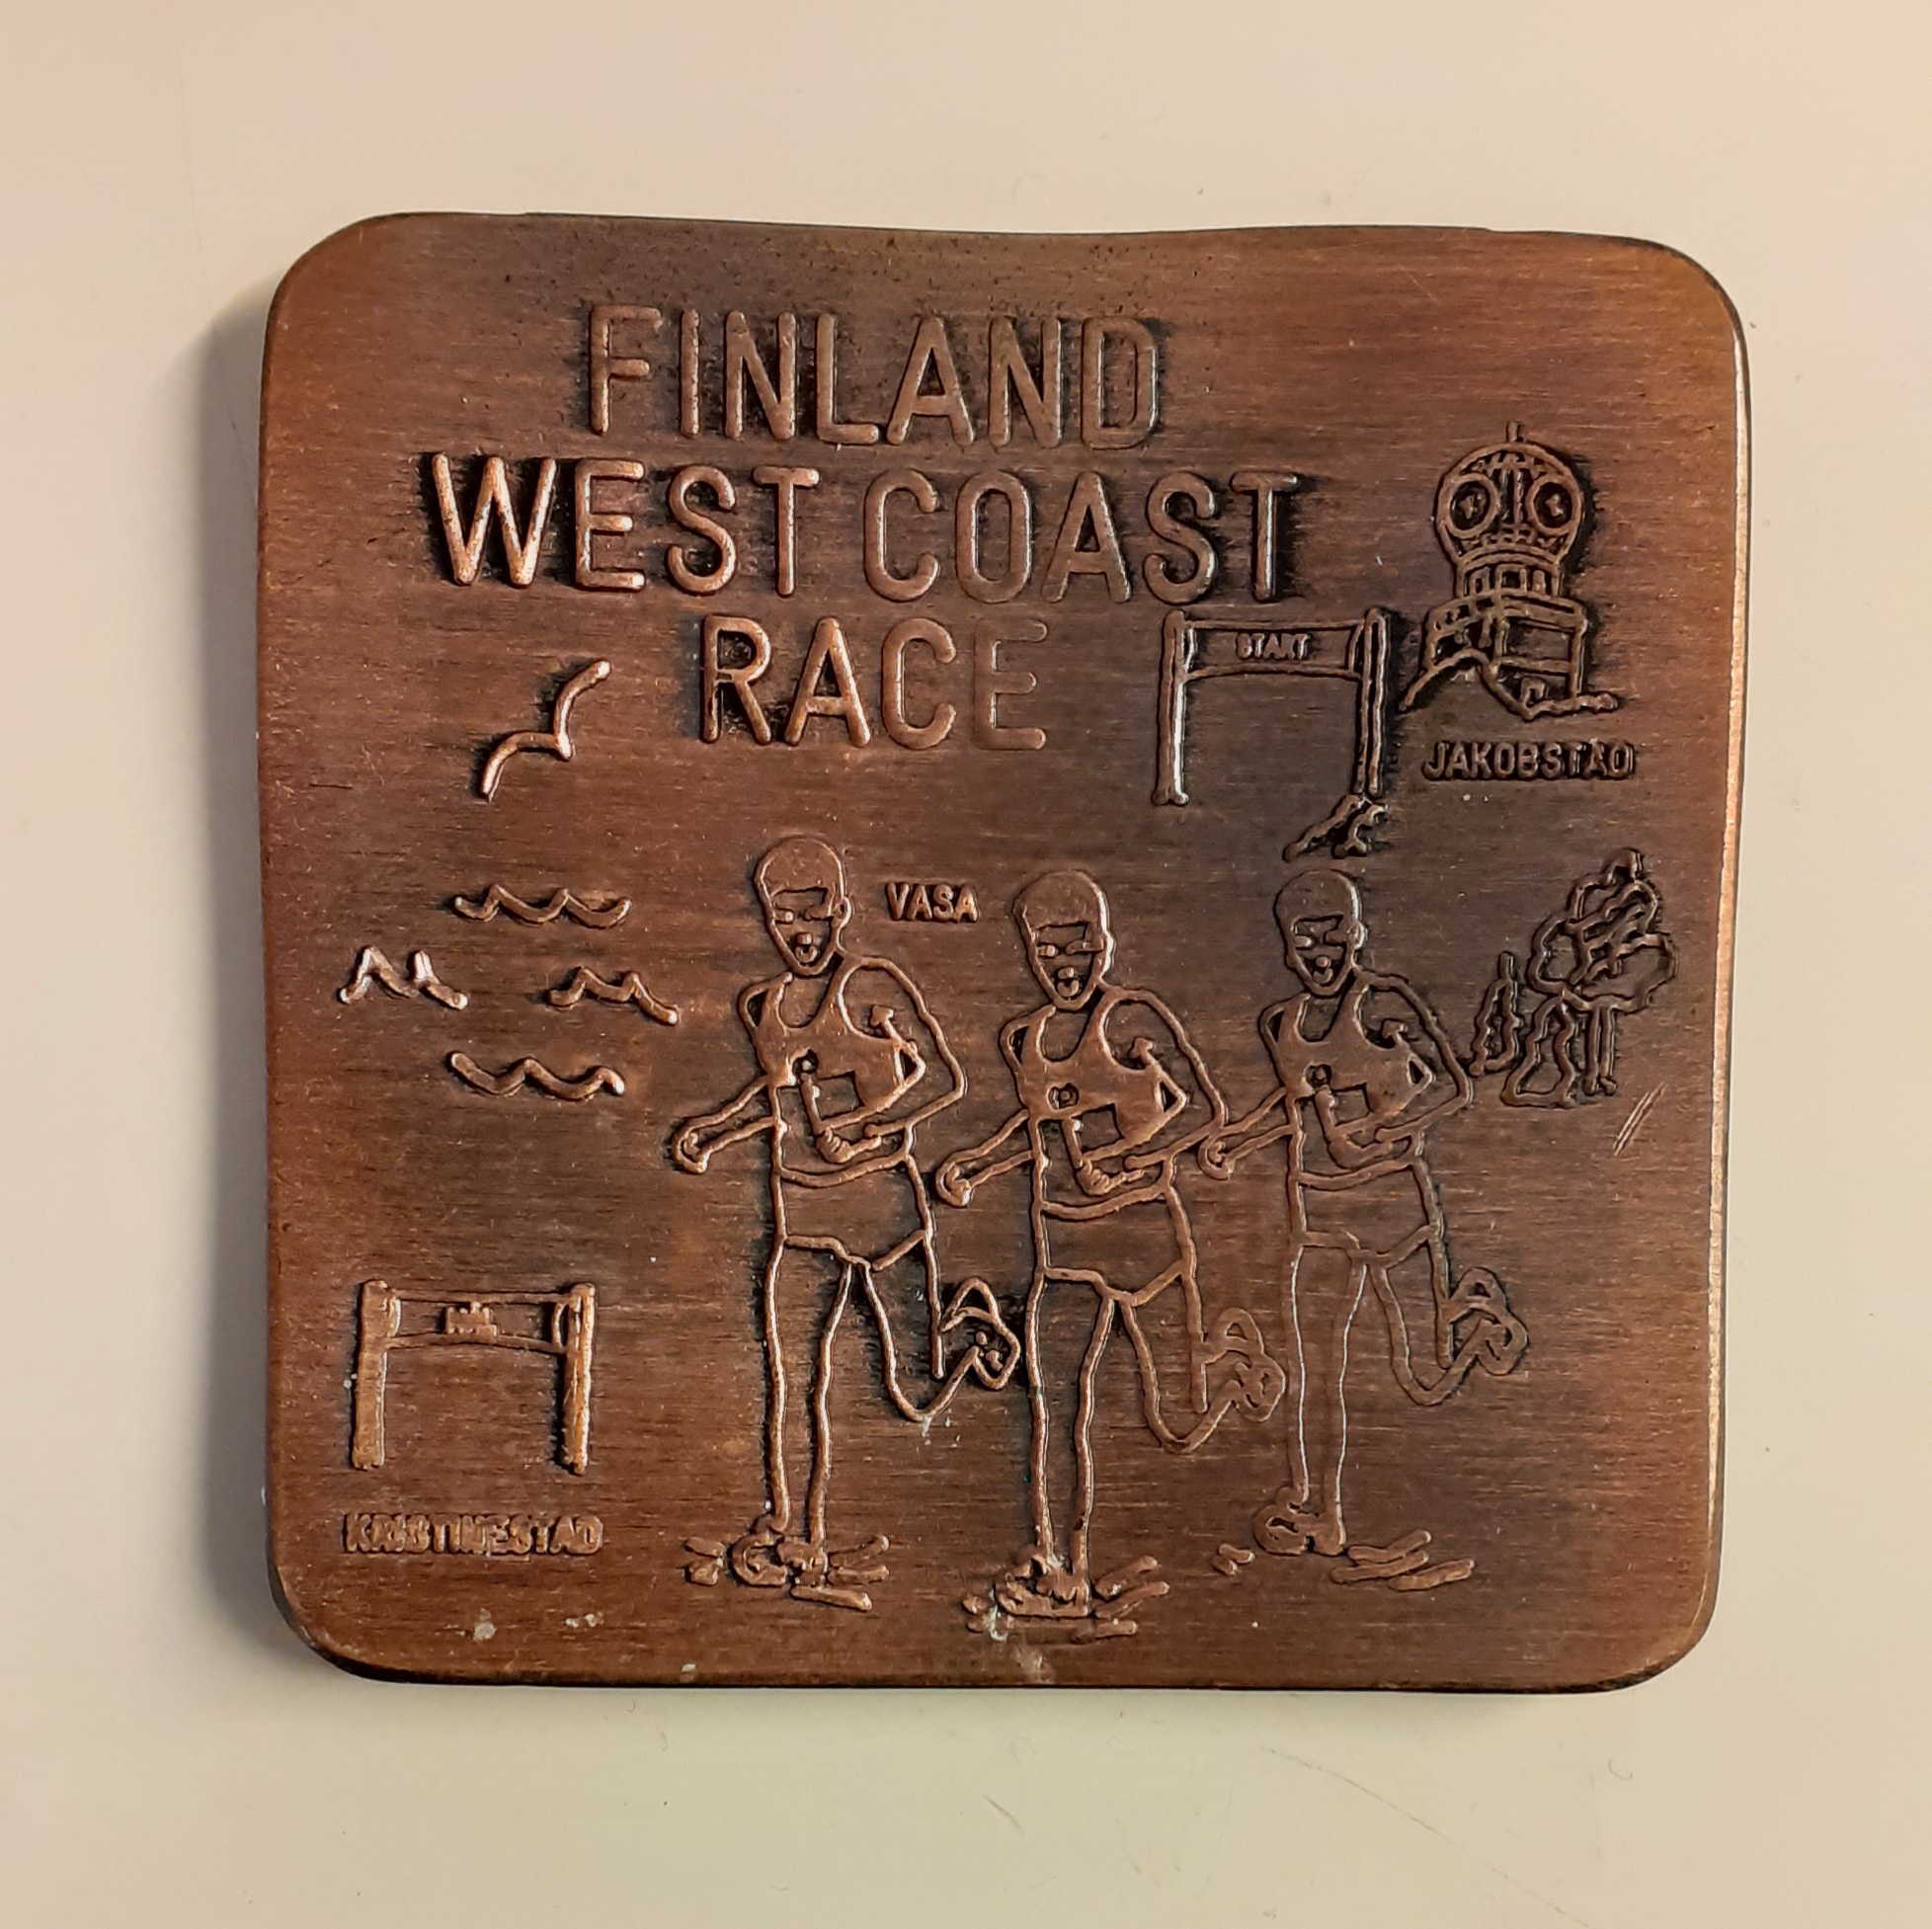 FINLAND
WEST COAST
RACE
START
JAKOBSTAD
VASA
KRISTINESTAD